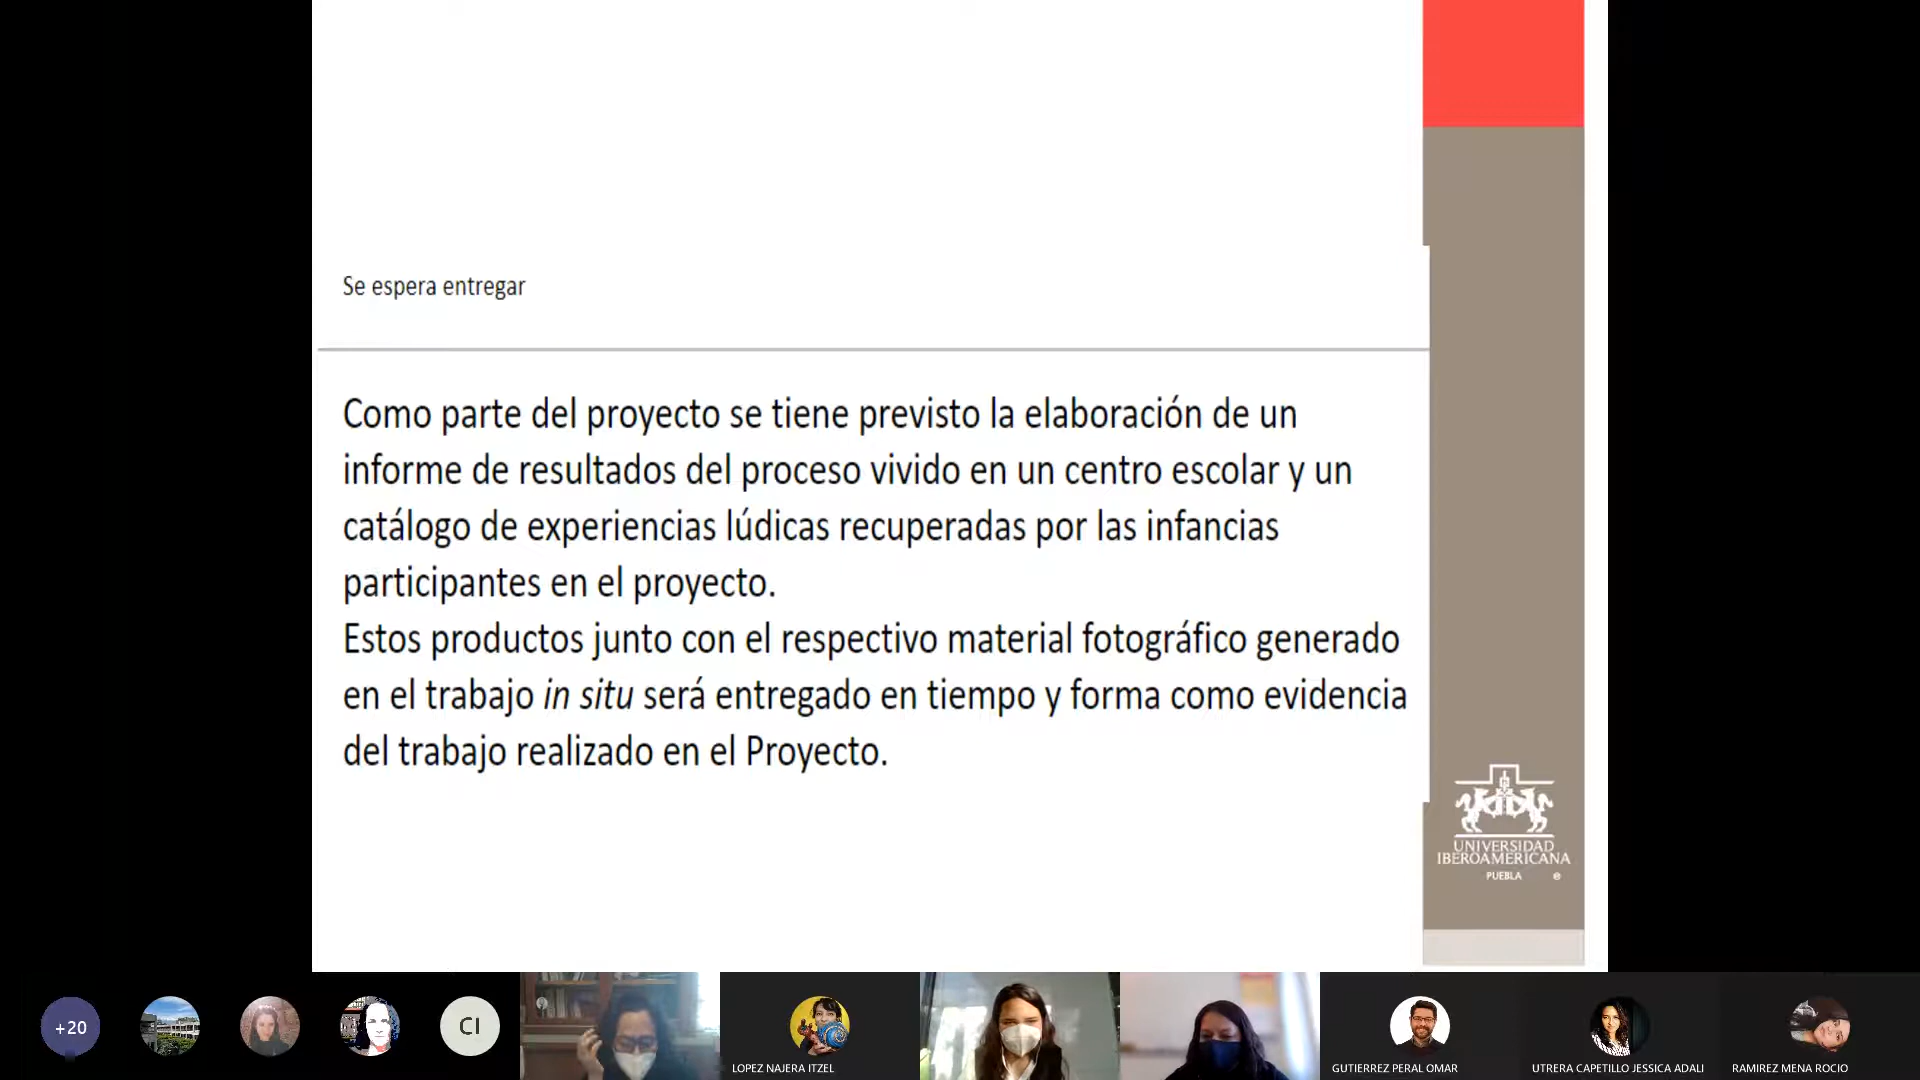 Se espera entregar
Como parte del proyecto se tiene previsto la elaboración de un
informe de resultados del proceso vivido en un centro escolar y un
catálogo de experiencias lúdicas recuperadas por las infancias
participantes en el proyecto.
Estos productos junto con el respectivo material fotográfico generado
en el trabajo in situ será entregado en tiempo y forma como evidencia
del trabajo realizado en el Proyecto.
UNIVERSIDAD
IBEROAMERICANA
PUEBLA ®
+20
CI
LOPEZ NAJERA ITZEL
GUTIERREZ PERAL OMAR
UTRERA CAPETILLO JESSICA ADALI
RAMIREZ MENA ROCIO